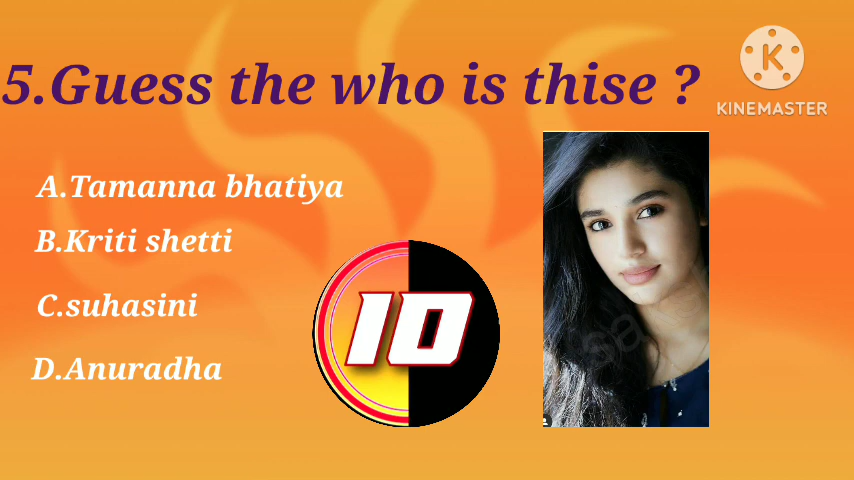 5.Guess the who is thise ?
KINEMASTER
A.Tamanna bhatiya
B.Kriti shetti
C.suhasini
D.Anuradha
10